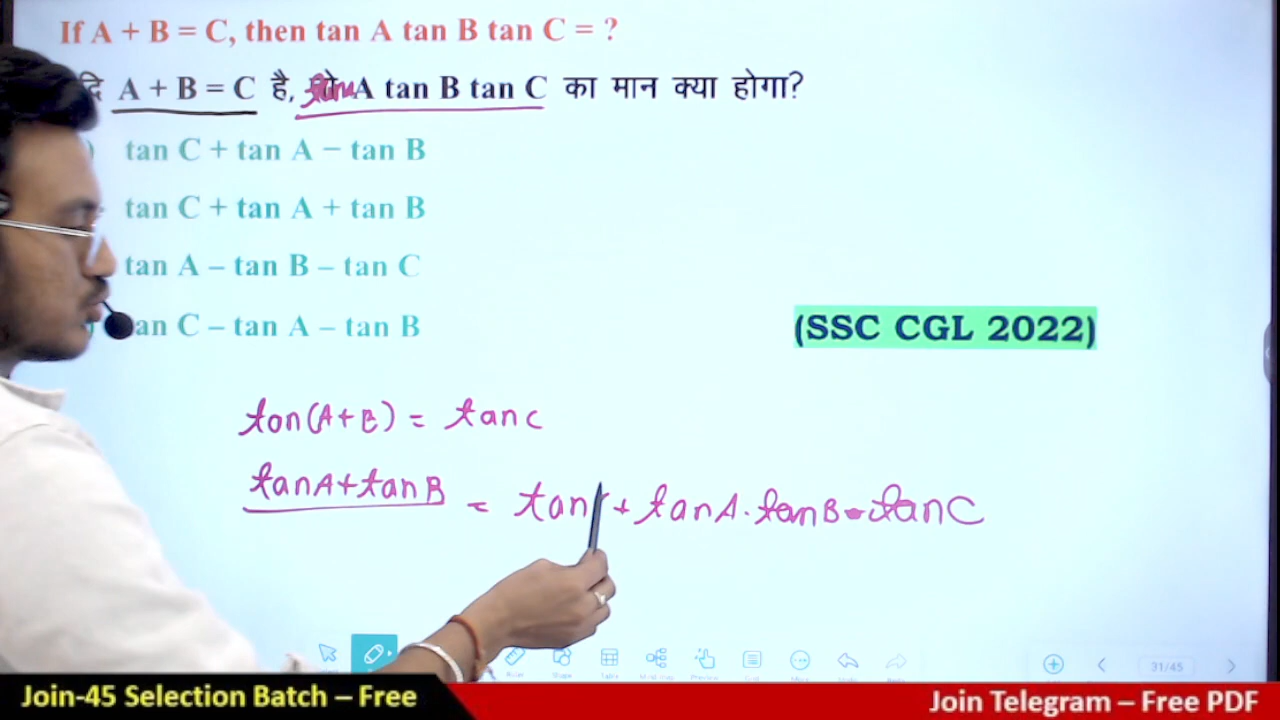 If A + B = C, then tan A tan B tan C = ?
A + B = C है, A tan B tan C का मान क्या होगा?
tan C + tan A − tan B
tan C + tan A + tan B
tan A – tan B – tan C
an C – tan A – tan B
(SSC CGL 2022)
tan(A+B) = tanC
tanA+tanB = tan + tanA. tanB tanC
31/45
Join-45 Selection Batch – Free
Join Telegram – Free PDF